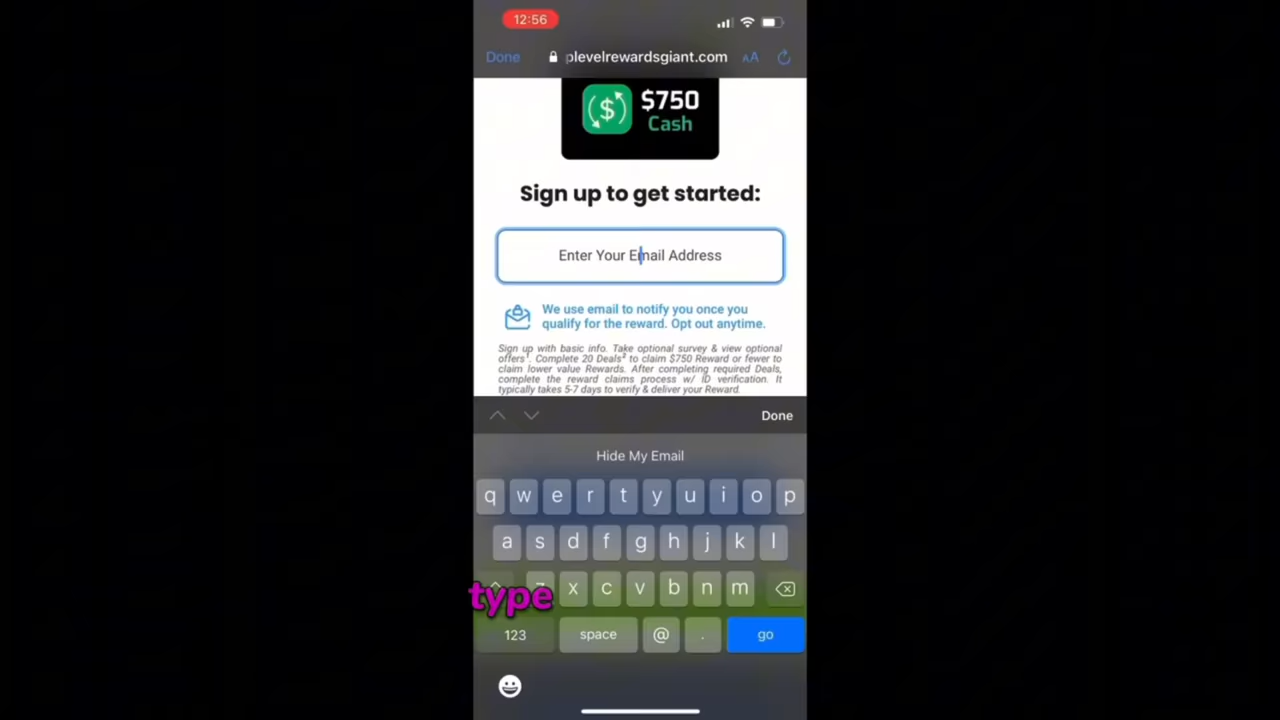 12:56
Done
plevelrewardsgiant.com
AA
$750
Cash
Sign up to get started:
Enter Your Email Address
We use email to notify you once you
qualify for the reward. Opt out anytime.
Sign up with basic info. Take optional survey & view optional
offers¹. Complete 20 Deals² to claim $750 Reward or fewer to
claim lower value Rewards. After completing required Deals,
complete the reward claims process w/ ID verification. It
typically takes 5-7 days to verify & deliver your Reward.
Done
Hide My Email
q w e r t y u i o p
a s d f g h j k l
z x c v b n m
type
123 space @ . go